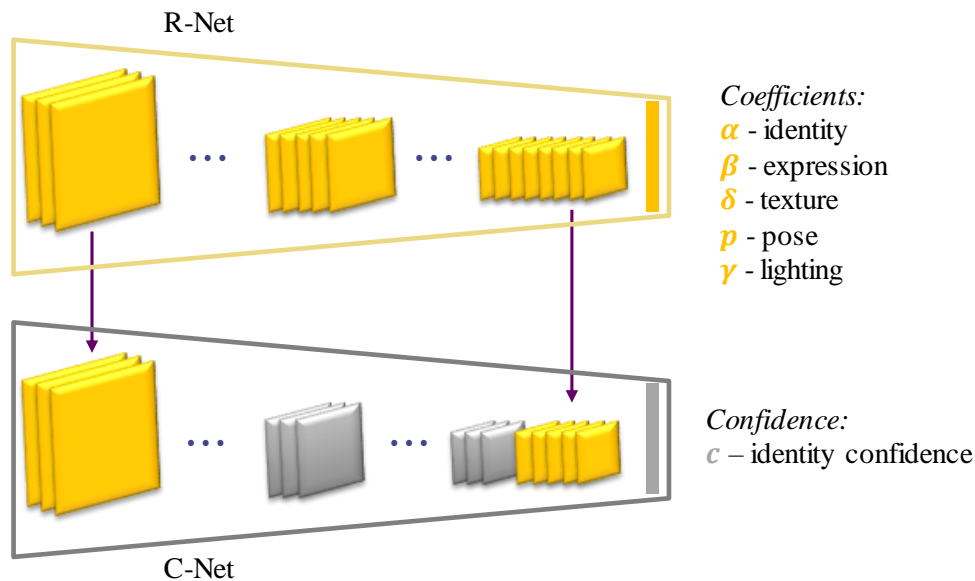 R-Net
Coefficients:
α - identity
β - expression
δ - texture
p - pose
γ - lighting
Confidence:
c – identity confidence
C-Net